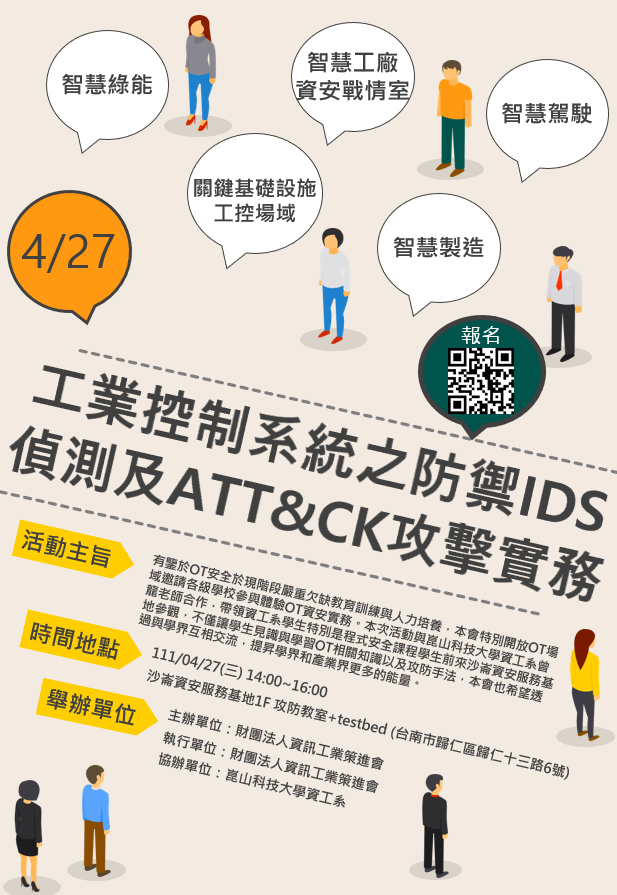 智慧綠能
智慧工廠
資安戰情室
智慧駕駛
關鍵基礎設施
工控場域
智慧製造
4/27
報名
工業控制系統之防禦IDS
偵測及ATT&CK攻擊實務
活動主旨
有鑒於OT安全於現階段嚴重欠缺教育訓練與人力培養，本會特別開放OT場
域邀請各級學校參與體驗OT資安實務。本次活動與崑山科技大學資工系曾
龍老師合作，帶領資工系學生特別是程式安全課程學生前來沙崙資安服務基
地參觀，不僅讓學生見識與學習OT相關知識以及攻防手法，本會也希望透
過與學界互相交流，提昇學界和產業界更多的能量。
時間地點
111/04/27(三) 14:00~16:00
沙崙資安服務基地1F 攻防教室+testbed (台南市歸仁區歸仁十三路6號)
舉辦單位
主辦單位：財團法人資訊工業策進會
執行單位：財團法人資訊工業策進會
協辦單位：崑山科技大學資工系